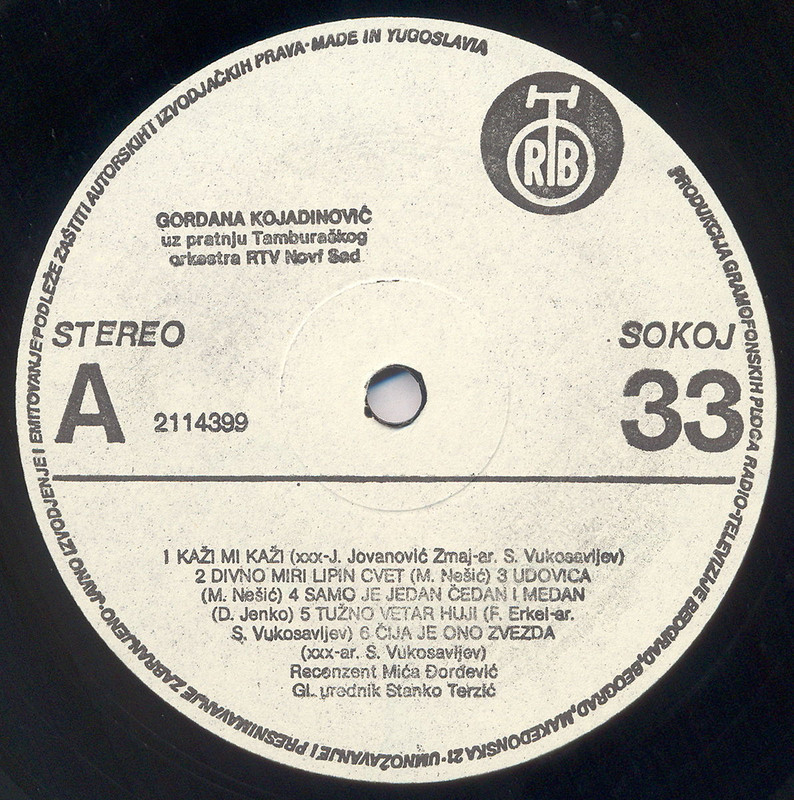 PRODUKCIJA GRAMOFONSKIH PLOČA RADIO-TELEVIZIJE BEOGRAD, BEOGRAD, MAKEDONSKA 21 · UMNOŽAVANJE I PRESNIMAVANJE ZABRANJENO · JAVNO IZVODJENJE I EMITOVANJE PODLEŽE ZAŠTITI AUTORSKIH I IZVODJAČKIH PRAVA · MADE IN YUGOSLAVIA
RTB
GORDANA KOJADINOVIĆ
uz pratnju Tamburaškog
orkestra RTV Novi Sad
STEREO
SOKOJ
A
2114399
33
1 KAŽI MI KAŽI (xxx-J. Jovanović Zmaj-ar. S. Vukosavljev)
2 DIVNO MIRI LIPIN CVET (M. Nešić) 3 UDOVICA
(M. Nešić) 4 SAMO JE JEDAN ČEDAN I MEDAN
(D. Jenko) 5 TUŽNO VETAR HUJI (F. Erkel-ar.
S. Vukosavljev) 6 ČIJA JE ONO ZVEZDA
(xxx-ar. S. Vukosavljev)
Recenzent Mića Đorđević
Gl. urednik Stanko Terzić